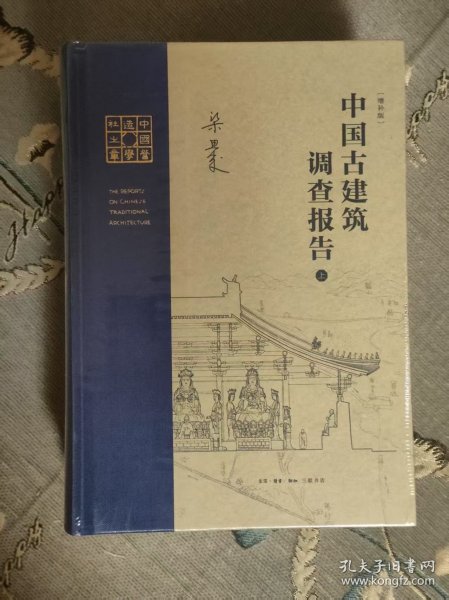 [增补版]
中国古建筑
调查报告
上
梁思成
中國營
造學
社之章
THE REPORTS
ON CHINESE
TRADITIONAL
ARCHITECTURE
生活·讀書·新知 三联书店
孔夫子旧书网
www.kongfz.com